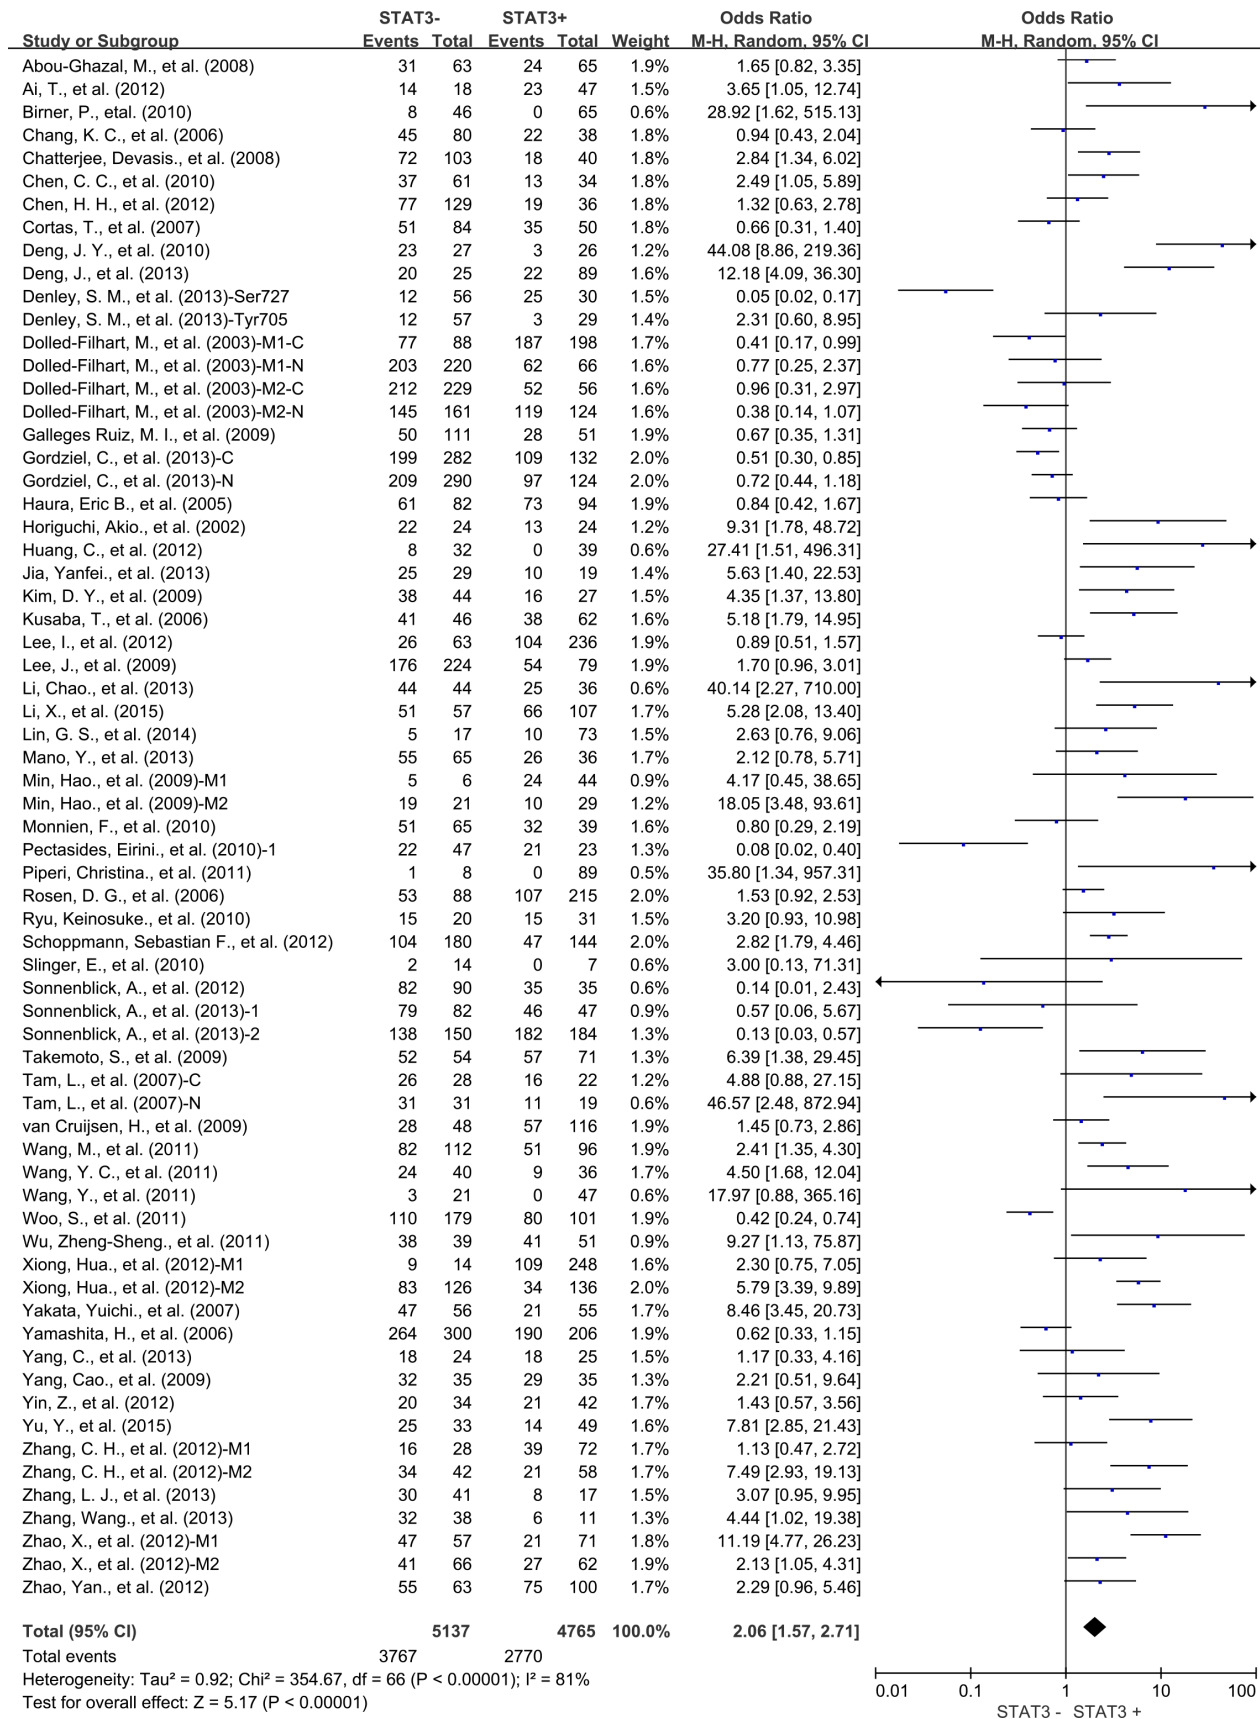 STAT3- STAT3+ Odds Ratio Odds Ratio
Study or Subgroup Events Total Events Total Weight M-H, Random, 95% CI M-H, Random, 95% CI
Abou-Ghazal, M., et al. (2008) 31 63 24 65 1.9% 1.65 [0.82, 3.35]
Ai, T., et al. (2012) 14 18 23 47 1.5% 3.65 [1.05, 12.74]
Birner, P., etal. (2010) 8 46 0 65 0.6% 28.92 [1.62, 515.13]
Chang, K. C., et al. (2006) 45 80 22 38 1.8% 0.94 [0.43, 2.04]
Chatterjee, Devasis., et al. (2008) 72 103 18 40 1.8% 2.84 [1.34, 6.02]
Chen, C. C., et al. (2010) 37 61 13 34 1.8% 2.49 [1.05, 5.89]
Chen, H. H., et al. (2012) 77 129 19 36 1.8% 1.32 [0.63, 2.78]
Cortas, T., et al. (2007) 51 84 35 50 1.8% 0.66 [0.31, 1.40]
Deng, J. Y., et al. (2010) 23 27 3 26 1.2% 44.08 [8.86, 219.36]
Deng, J., et al. (2013) 20 25 22 89 1.6% 12.18 [4.09, 36.30]
Denley, S. M., et al. (2013)-Ser727 12 56 25 30 1.5% 0.05 [0.02, 0.17]
Denley, S. M., et al. (2013)-Tyr705 12 57 3 29 1.4% 2.31 [0.60, 8.95]
Dolled-Filhart, M., et al. (2003)-M1-C 77 88 187 198 1.7% 0.41 [0.17, 0.99]
Dolled-Filhart, M., et al. (2003)-M1-N 203 220 62 66 1.6% 0.77 [0.25, 2.37]
Dolled-Filhart, M., et al. (2003)-M2-C 212 229 52 56 1.6% 0.96 [0.31, 2.97]
Dolled-Filhart, M., et al. (2003)-M2-N 145 161 119 124 1.6% 0.38 [0.14, 1.07]
Galleges Ruiz, M. I., et al. (2009) 50 111 28 51 1.9% 0.67 [0.35, 1.31]
Gordziel, C., et al. (2013)-C 199 282 109 132 2.0% 0.51 [0.30, 0.85]
Gordziel, C., et al. (2013)-N 209 290 97 124 2.0% 0.72 [0.44, 1.18]
Haura, Eric B., et al. (2005) 61 82 73 94 1.9% 0.84 [0.42, 1.67]
Horiguchi, Akio., et al. (2002) 22 24 13 24 1.2% 9.31 [1.78, 48.72]
Huang, C., et al. (2012) 8 32 0 39 0.6% 27.41 [1.51, 496.31]
Jia, Yanfei., et al. (2013) 25 29 10 19 1.4% 5.63 [1.40, 22.53]
Kim, D. Y., et al. (2009) 38 44 16 27 1.5% 4.35 [1.37, 13.80]
Kusaba, T., et al. (2006) 41 46 38 62 1.6% 5.18 [1.79, 14.95]
Lee, I., et al. (2012) 26 63 104 236 1.9% 0.89 [0.51, 1.57]
Lee, J., et al. (2009) 176 224 54 79 1.9% 1.70 [0.96, 3.01]
Li, Chao., et al. (2013) 44 44 25 36 0.6% 40.14 [2.27, 710.00]
Li, X., et al. (2015) 51 57 66 107 1.7% 5.28 [2.08, 13.40]
Lin, G. S., et al. (2014) 5 17 10 73 1.5% 2.63 [0.76, 9.06]
Mano, Y., et al. (2013) 55 65 26 36 1.7% 2.12 [0.78, 5.71]
Min, Hao., et al. (2009)-M1 5 6 24 44 0.9% 4.17 [0.45, 38.65]
Min, Hao., et al. (2009)-M2 19 21 10 29 1.2% 18.05 [3.48, 93.61]
Monnien, F., et al. (2010) 51 65 32 39 1.6% 0.80 [0.29, 2.19]
Pectasides, Eirini., et al. (2010)-1 22 47 21 23 1.3% 0.08 [0.02, 0.40]
Piperi, Christina., et al. (2011) 1 8 0 89 0.5% 35.80 [1.34, 957.31]
Rosen, D. G., et al. (2006) 53 88 107 215 2.0% 1.53 [0.92, 2.53]
Ryu, Keinosuke., et al. (2010) 15 20 15 31 1.5% 3.20 [0.93, 10.98]
Schoppmann, Sebastian F., et al. (2012) 104 180 47 144 2.0% 2.82 [1.79, 4.46]
Slinger, E., et al. (2010) 2 14 0 7 0.6% 3.00 [0.13, 71.31]
Sonnenblick, A., et al. (2012) 82 90 35 35 0.6% 0.14 [0.01, 2.43]
Sonnenblick, A., et al. (2013)-1 79 82 46 47 0.9% 0.57 [0.06, 5.67]
Sonnenblick, A., et al. (2013)-2 138 150 182 184 1.3% 0.13 [0.03, 0.57]
Takemoto, S., et al. (2009) 52 54 57 71 1.3% 6.39 [1.38, 29.45]
Tam, L., et al. (2007)-C 26 28 16 22 1.2% 4.88 [0.88, 27.15]
Tam, L., et al. (2007)-N 31 31 11 19 0.6% 46.57 [2.48, 872.94]
van Cruijsen, H., et al. (2009) 28 48 57 116 1.9% 1.45 [0.73, 2.86]
Wang, M., et al. (2011) 82 112 51 96 1.9% 2.41 [1.35, 4.30]
Wang, Y. C., et al. (2011) 24 40 9 36 1.7% 4.50 [1.68, 12.04]
Wang, Y., et al. (2011) 3 21 0 47 0.6% 17.97 [0.88, 365.16]
Woo, S., et al. (2011) 110 179 80 101 1.9% 0.42 [0.24, 0.74]
Wu, Zheng-Sheng., et al. (2011) 38 39 41 51 0.9% 9.27 [1.13, 75.87]
Xiong, Hua., et al. (2012)-M1 9 14 109 248 1.6% 2.30 [0.75, 7.05]
Xiong, Hua., et al. (2012)-M2 83 126 34 136 2.0% 5.79 [3.39, 9.89]
Yakata, Yuichi., et al. (2007) 47 56 21 55 1.7% 8.46 [3.45, 20.73]
Yamashita, H., et al. (2006) 264 300 190 206 1.9% 0.62 [0.33, 1.15]
Yang, C., et al. (2013) 18 24 18 25 1.5% 1.17 [0.33, 4.16]
Yang, Cao., et al. (2009) 32 35 29 35 1.3% 2.21 [0.51, 9.64]
Yin, Z., et al. (2012) 20 34 21 42 1.7% 1.43 [0.57, 3.56]
Yu, Y., et al. (2015) 25 33 14 49 1.6% 7.81 [2.85, 21.43]
Zhang, C. H., et al. (2012)-M1 16 28 39 72 1.7% 1.13 [0.47, 2.72]
Zhang, C. H., et al. (2012)-M2 34 42 21 58 1.7% 7.49 [2.93, 19.13]
Zhang, L. J., et al. (2013) 30 41 8 17 1.5% 3.07 [0.95, 9.95]
Zhang, Wang., et al. (2013) 32 38 6 11 1.3% 4.44 [1.02, 19.38]
Zhao, X., et al. (2012)-M1 47 57 21 71 1.8% 11.19 [4.77, 26.23]
Zhao, X., et al. (2012)-M2 41 66 27 62 1.9% 2.13 [1.05, 4.31]
Zhao, Yan., et al. (2012) 55 63 75 100 1.7% 2.29 [0.96, 5.46]
Total (95% CI) 5137 4765 100.0% 2.06 [1.57, 2.71]
Total events 3767 2770
Heterogeneity: Tau² = 0.92; Chi² = 354.67, df = 66 (P < 0.00001); I² = 81%
Test for overall effect: Z = 5.17 (P < 0.00001)
0.01 0.1 1 10 100
STAT3 - STAT3 +